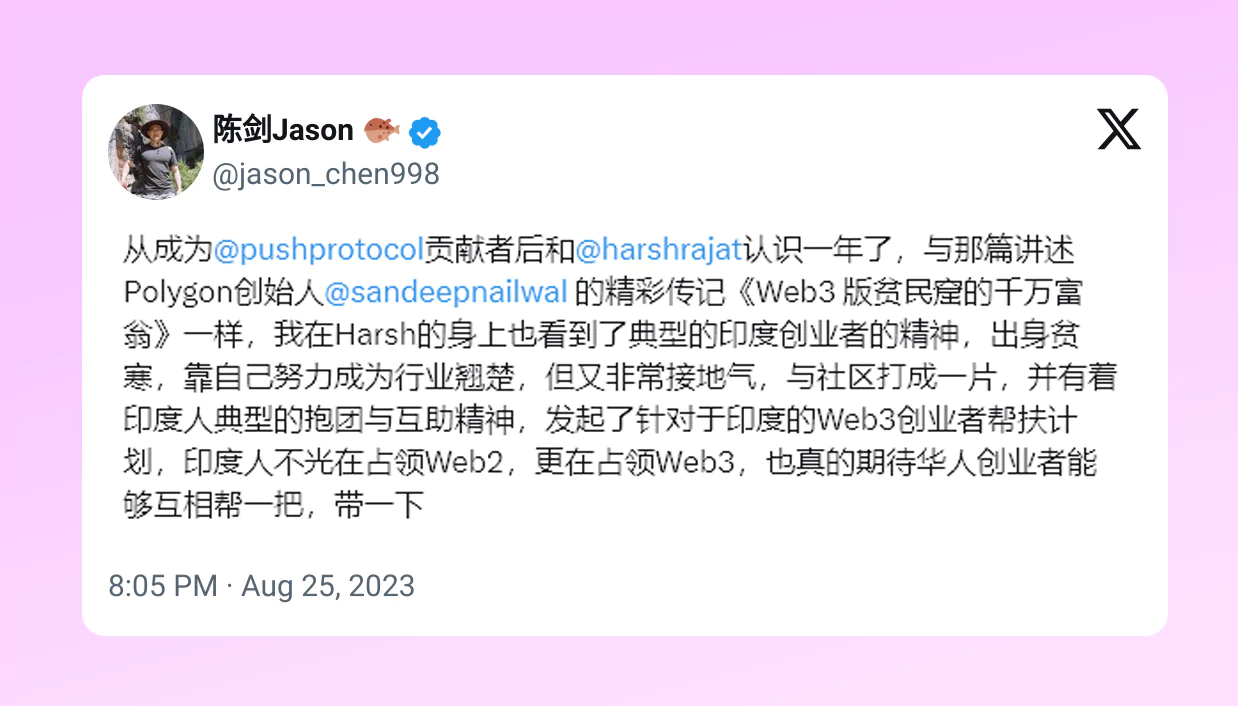 陈剑Jason 🐡
@jason_chen998
从成为@pushprotocol贡献者后和@harshrajat认识一年了，与那篇讲述
Polygon创始人@sandeepnailwal 的精彩传记《Web3 版贫民窟的千万富
翁》一样，我在Harsh的身上也看到了典型的印度创业者的精神，出身贫
寒，靠自己努力成为行业翘楚，但又非常接地气，与社区打成一片，并有着
印度人典型的抱团与互助精神，发起了针对于印度的Web3创业者帮扶计
划，印度人不光在占领Web2，更在占领Web3，也真的期待华人创业者能
够互相帮一把，带一下
8:05 PM · Aug 25, 2023